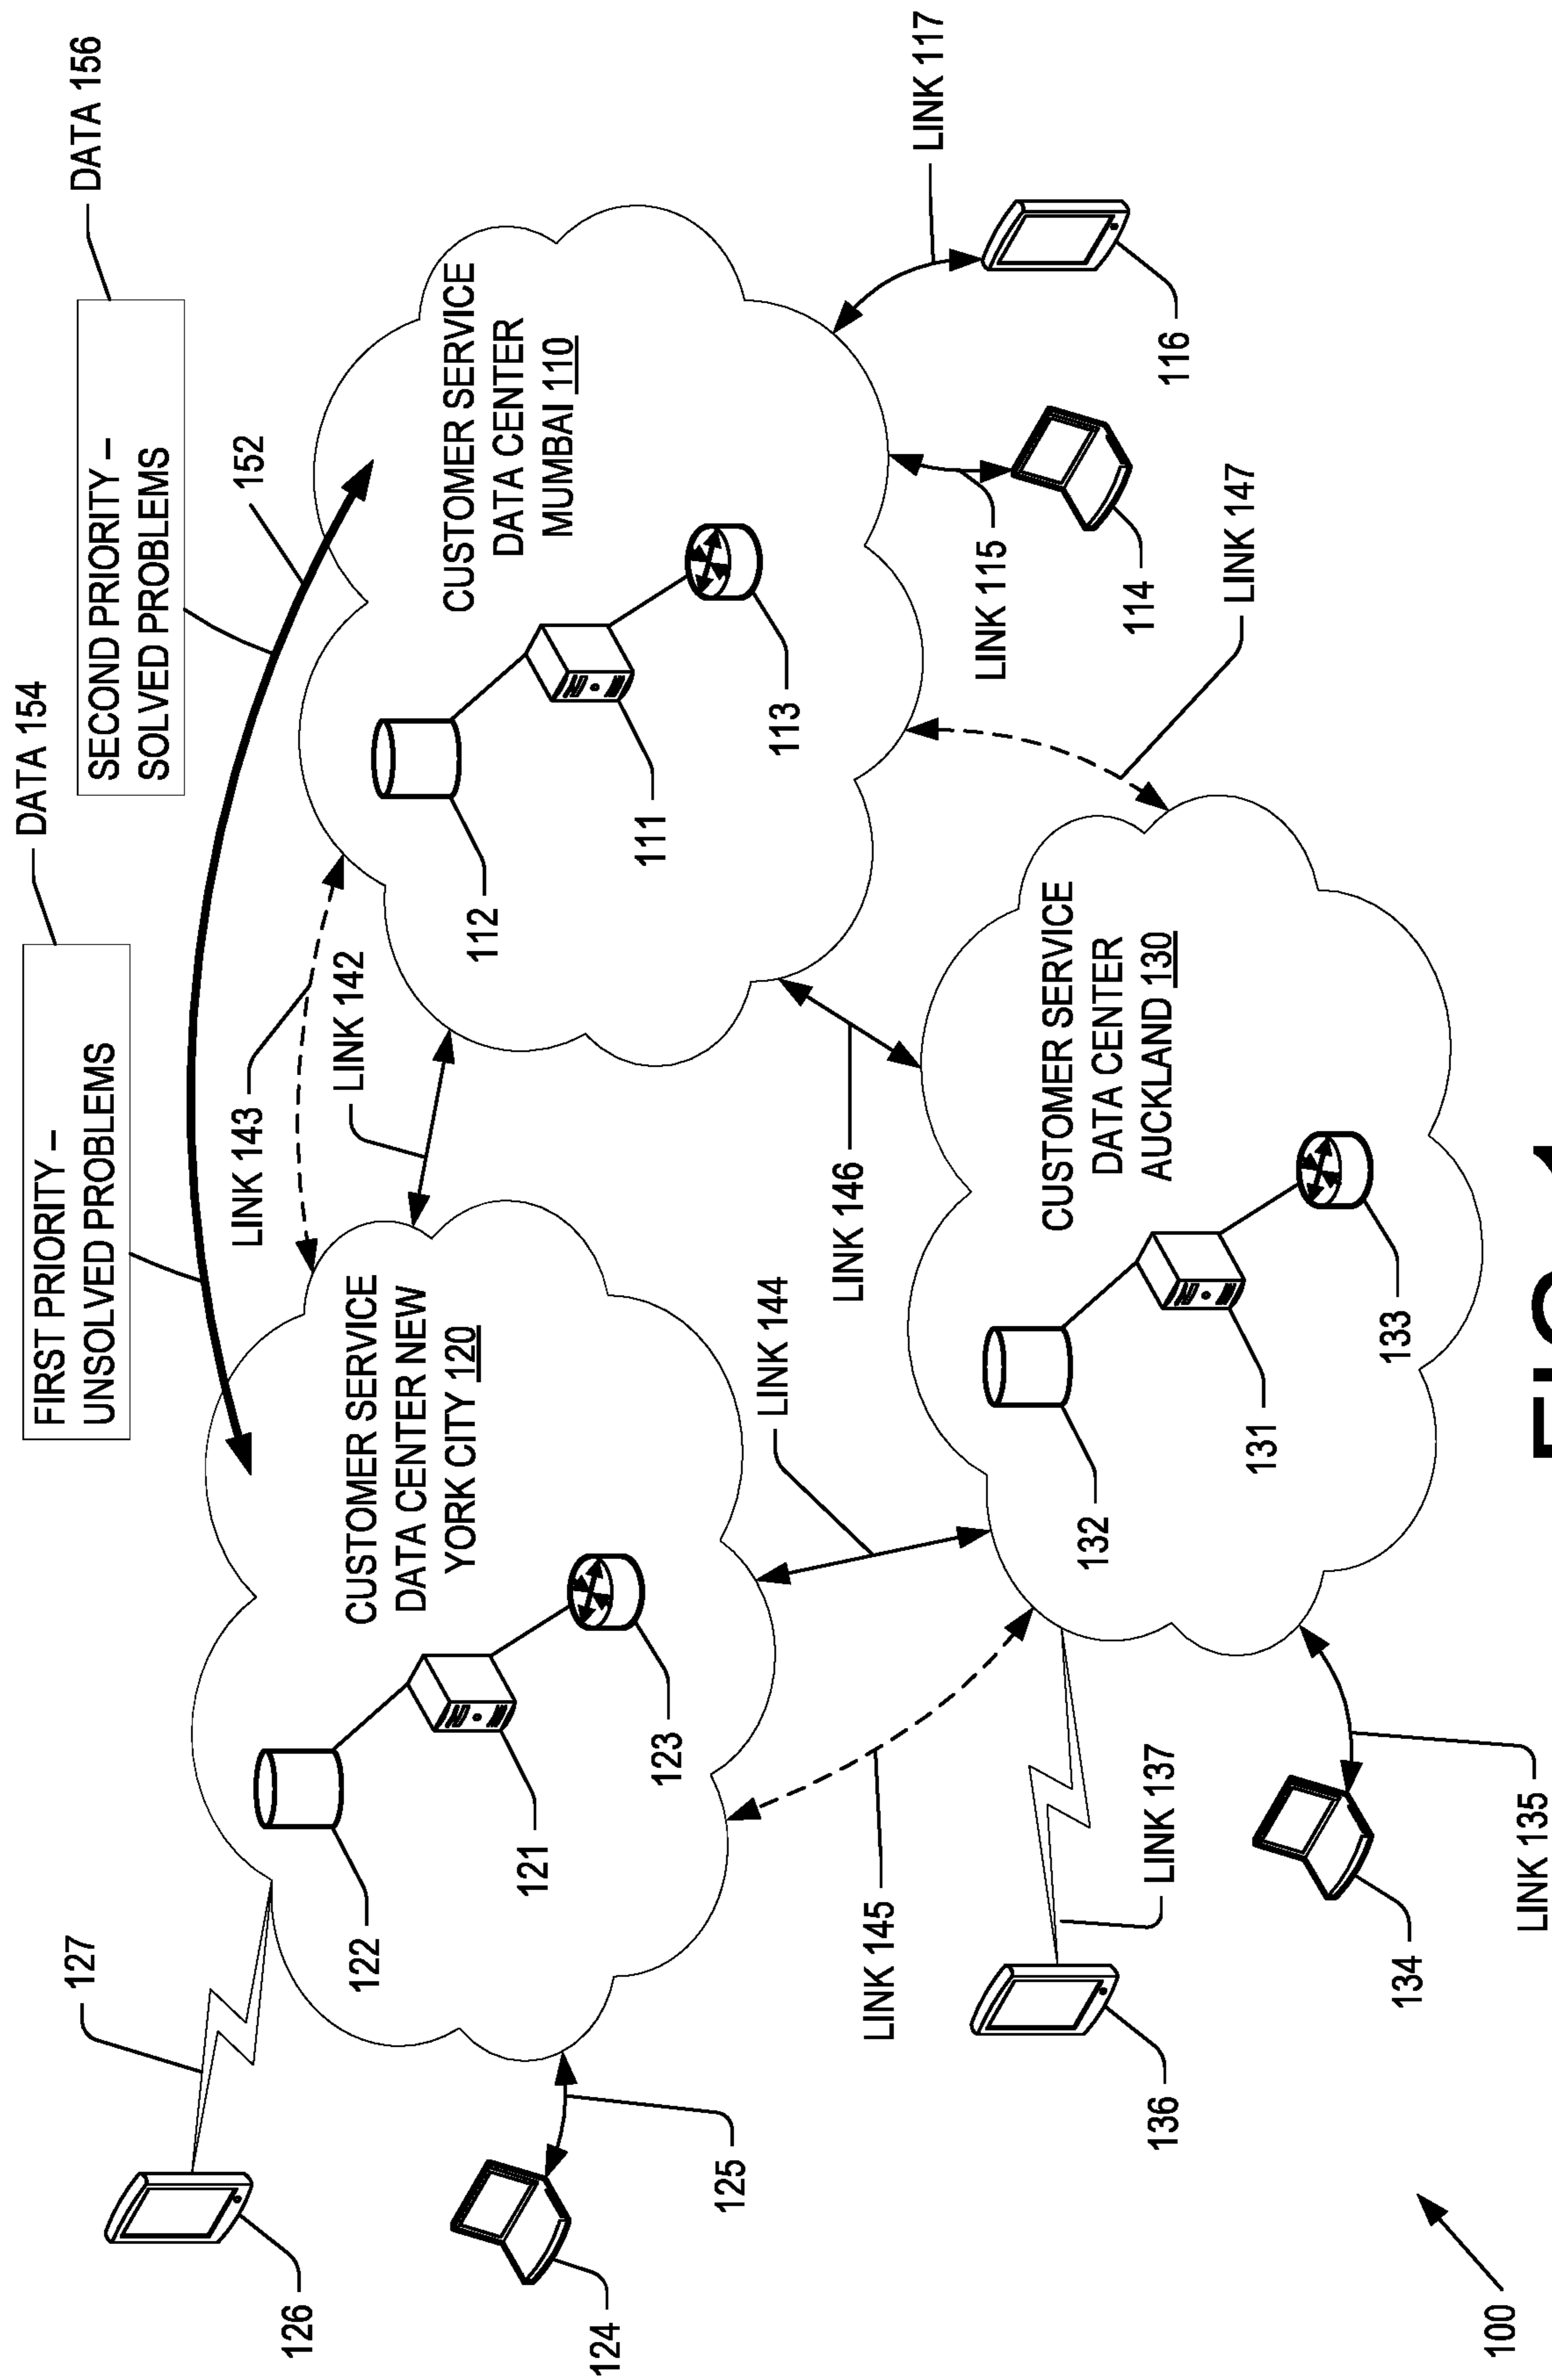 DATA 154
DATA 156
FIRST PRIORITY –
UNSOLVED PROBLEMS
SECOND PRIORITY –
SOLVED PROBLEMS
152
LINK 143
LINK 142
127
126
124
125
CUSTOMER SERVICE
DATA CENTER NEW
YORK CITY 120
122
121
123
CUSTOMER SERVICE
DATA CENTER
MUMBAI 110
112
111
113
LINK 117
116
LINK 115
114
LINK 147
LINK 146
LINK 144
LINK 145
CUSTOMER SERVICE
DATA CENTER
AUCKLAND 130
132
131
133
136
LINK 137
134
LINK 135
100